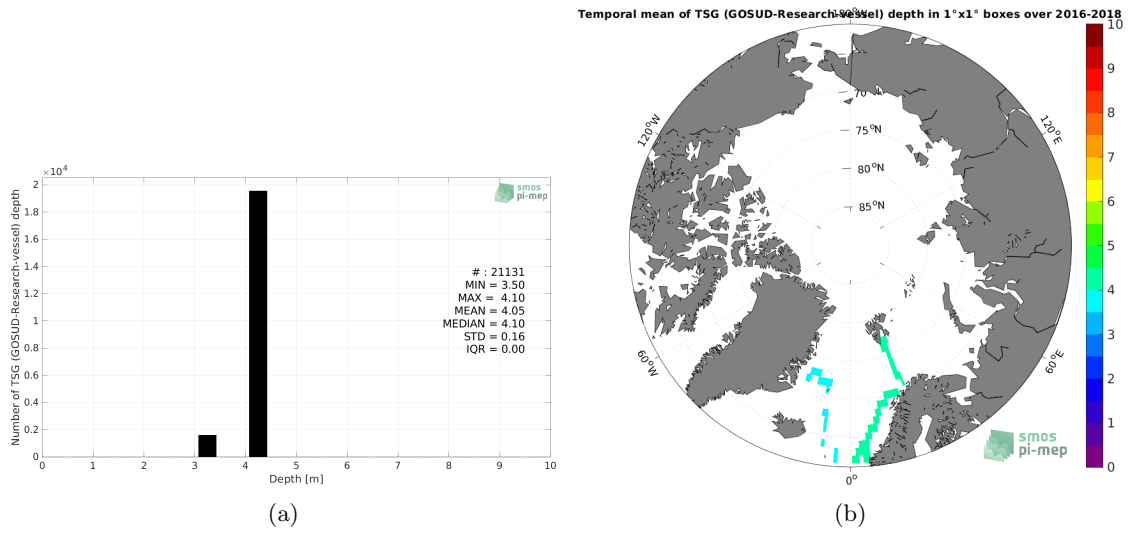 ×10⁴
2
1.8
1.6
1.4
1.2
1
0.8
0.6
0.4
0.2
0
Number of TSG (GOSUD-Research-vessel) depth
smos
pi-mep
# : 21131
MIN = 3.50
MAX = 4.10
MEAN = 4.05
MEDIAN = 4.10
STD = 0.16
IQR = 0.00
0 1 2 3 4 5 6 7 8 9 10
Depth [m]
(a)
Temporal mean of TSG (GOSUD-Research-vessel) depth in 1°x1° boxes over 2016-2018
180°W
120°W
120°E
60°W
60°E
0°
70
75°N
80°N
85°N
smos
pi-mep
10
9
8
7
6
5
4
3
2
1
0
(b)